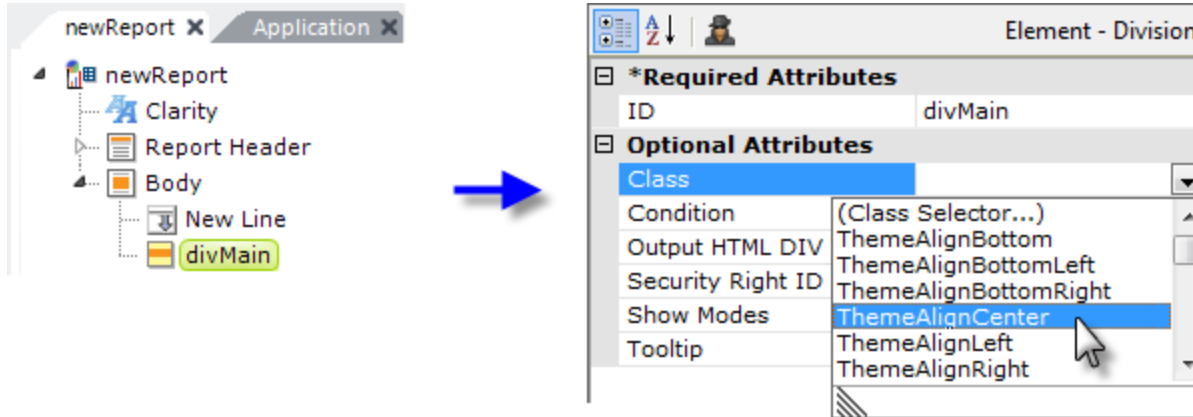 newReport
Application
newReport
Clarity
Report Header
Body
New Line
divMain
Element - Division
*Required Attributes
ID divMain
Optional Attributes
Class
Condition
Output HTML DIV
Security Right ID
Show Modes
Tooltip
(Class Selector...)
ThemeAlignBottom
ThemeAlignBottomLeft
ThemeAlignBottomRight
ThemeAlignCenter
ThemeAlignLeft
ThemeAlignRight